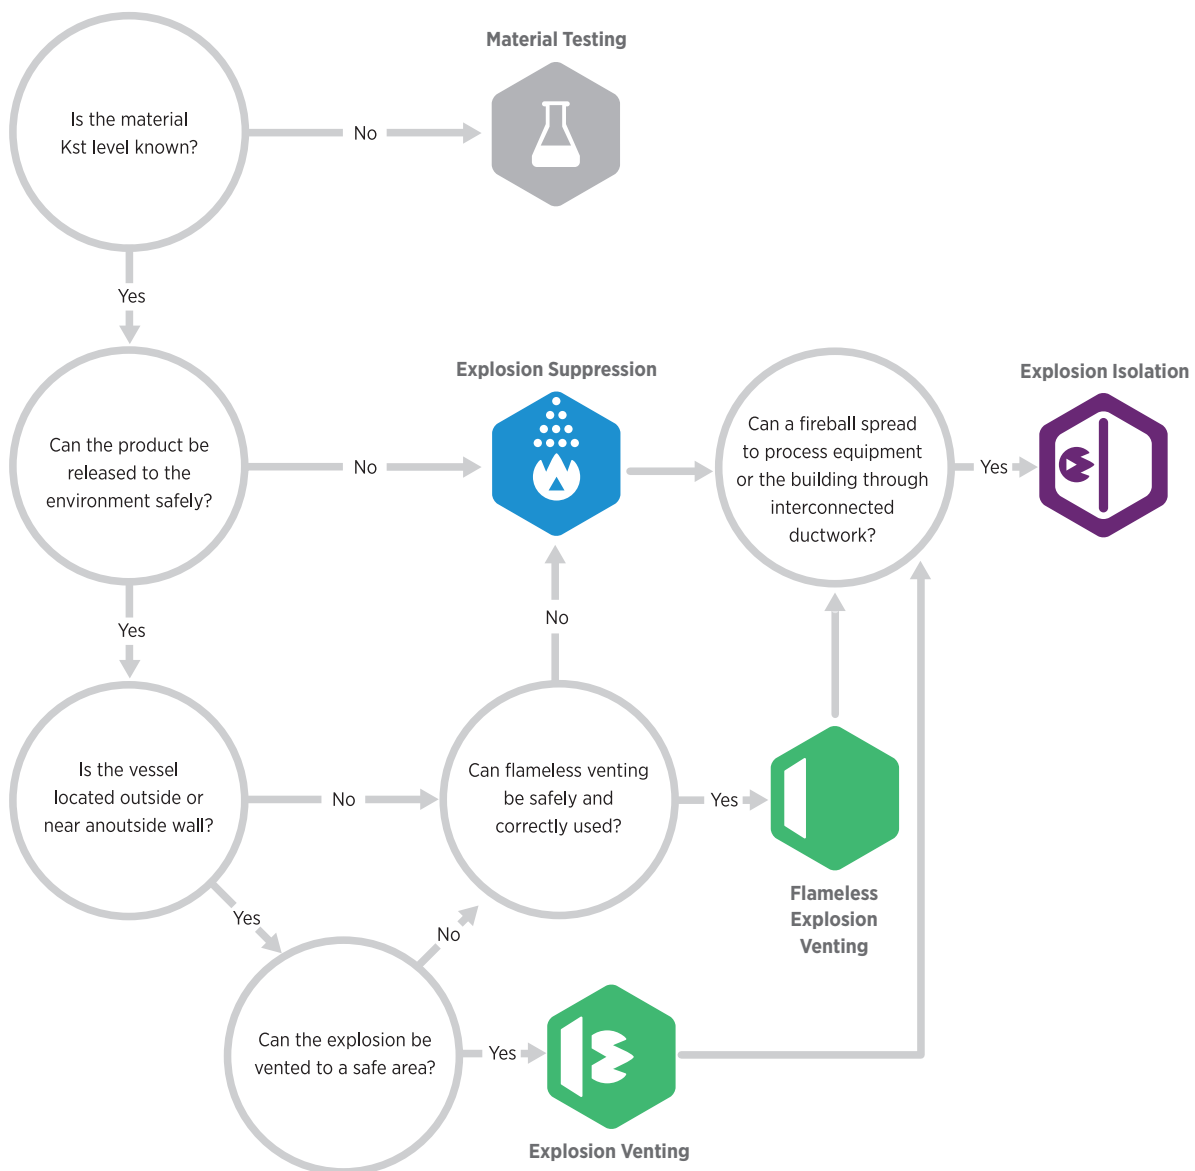 Material Testing
Is the material
Kst level known?
No
Yes
Explosion Suppression
Explosion Isolation
Can the product be
released to the
environment safely?
No
Can a fireball spread
to process equipment
or the building through
interconnected
ductwork?
Yes
Yes
No
Is the vessel
located outside or
near anoutside wall?
No
Can flameless venting
be safely and
correctly used?
Yes
Flameless
Explosion
Venting
Yes
No
Can the explosion be
vented to a safe area?
Yes
Explosion Venting